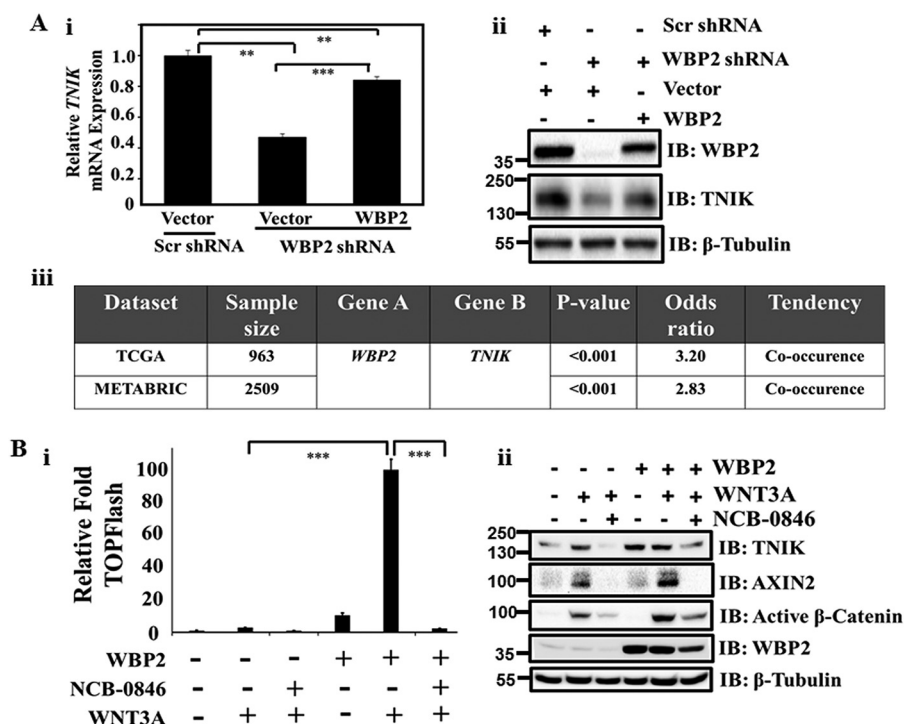 A i
Relative TNIK
mRNA Expression
1.0
0.8
0.6
0.4
0.2
0
**
**
***
Vector
Vector
WBP2
Scr shRNA
WBP2 shRNA
ii
+ - - Scr shRNA
- + + WBP2 shRNA
+ + - Vector
- - + WBP2
35
IB: WBP2
250
130
IB: TNIK
55
IB: β-Tubulin
iii
Dataset Sample size Gene A Gene B P-value Odds ratio Tendency
TCGA 963 WBP2 TNIK <0.001 3.20 Co-occurence
METABRIC 2509 <0.001 2.83 Co-occurence
B i
Relative Fold
TOPFlash
100
80
60
40
20
0
***
***
WBP2 - - - + + +
NCB-0846 - - + - - +
WNT3A - + + - + +
ii
- - - + + + WBP2
- + + - + + WNT3A
- - + - - + NCB-0846
250
130
IB: TNIK
100
IB: AXIN2
100
IB: Active β-Catenin
35
IB: WBP2
55
IB: β-Tubulin